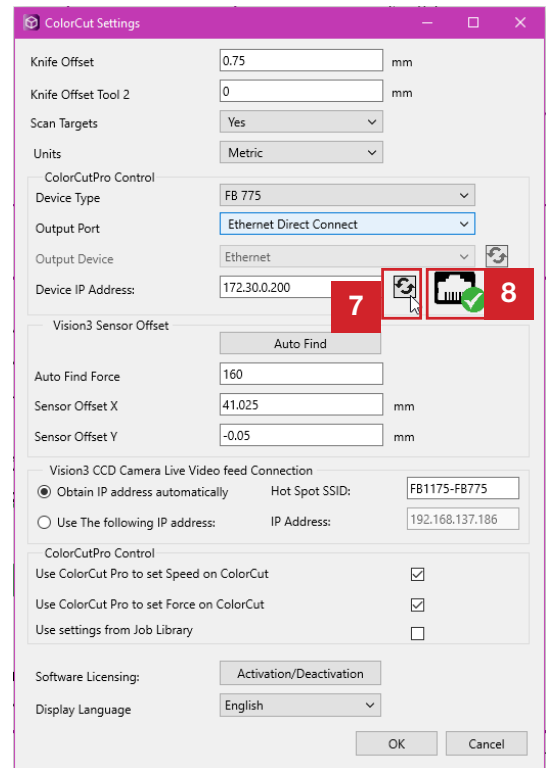 ColorCut Settings
Knife Offset 0.75 mm
Knife Offset Tool 2 0 mm
Scan Targets Yes
Units Metric
ColorCutPro Control
Device Type FB 775
Output Port Ethernet Direct Connect
Output Device Ethernet
Device IP Address: 172.30.0.200 7 8
Vision3 Sensor Offset
Auto Find
Auto Find Force 160
Sensor Offset X 41.025 mm
Sensor Offset Y -0.05 mm
Vision3 CCD Camera Live Video feed Connection
Obtain IP address automatically Hot Spot SSID: FB1175-FB775
Use The following IP address: IP Address: 192.168.137.186
ColorCutPro Control
Use ColorCut Pro to set Speed on ColorCut
Use ColorCut Pro to set Force on ColorCut
Use settings from Job Library
Software Licensing: Activation/Deactivation
Display Language English
OK Cancel